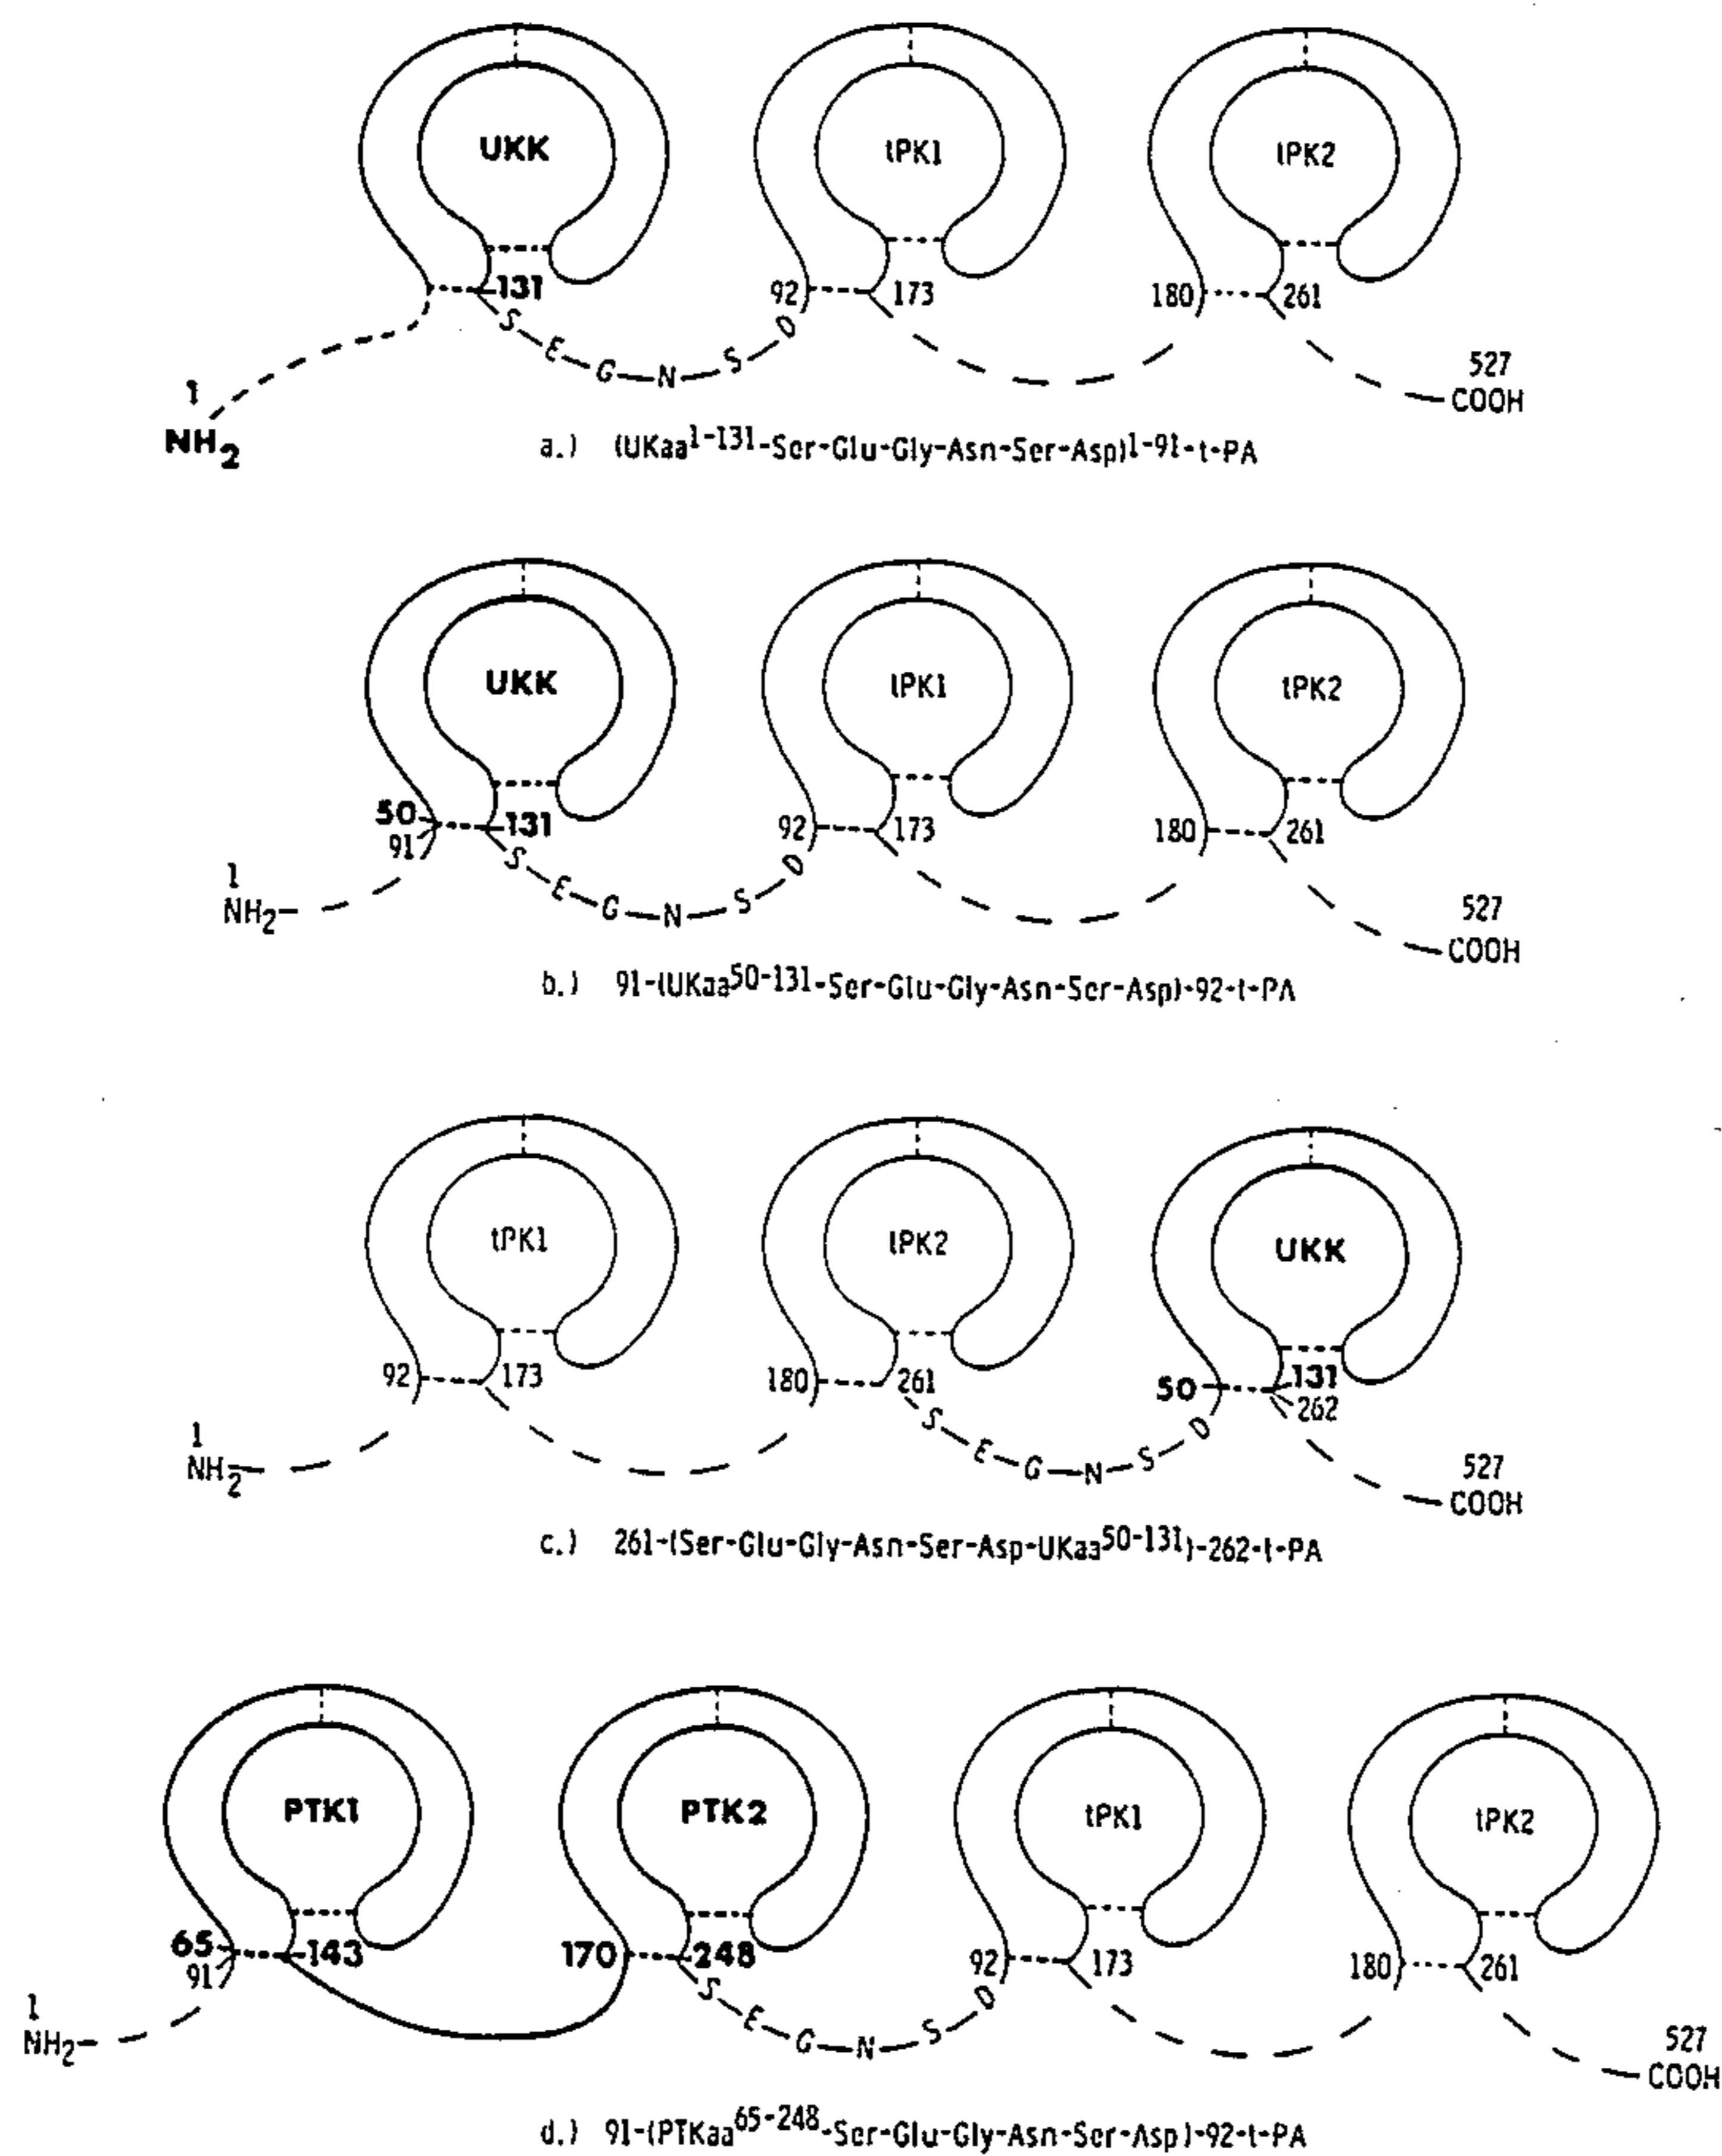 UKK tPK1 tPK2
131 92 173 180 261
S E G N S D
1
NH2
527
COOH
a.) (UKaa1-131-Ser-Glu-Gly-Asn-Ser-Asp)1-91-t-PA
UKK tPK1 tPK2
50 131 92 173 180 261
91
S E G N S D
1
NH2
527
COOH
b.) 91-(UKaa50-131-Ser-Glu-Gly-Asn-Ser-Asp)-92-t-PA
tPK1 tPK2 UKK
92 173 180 261 50 131
262
S E G N S D
1
NH2
527
COOH
c.) 261-(Ser-Glu-Gly-Asn-Ser-Asp-UKaa50-131)-262-t-PA
PTK1 PTK2 tPK1 tPK2
65 143 170 248 92 173 180 261
91
S E G N S D
1
NH2
527
COOH
d.) 91-(PTKaa65-248-Ser-Glu-Gly-Asn-Ser-Asp)-92-t-PA